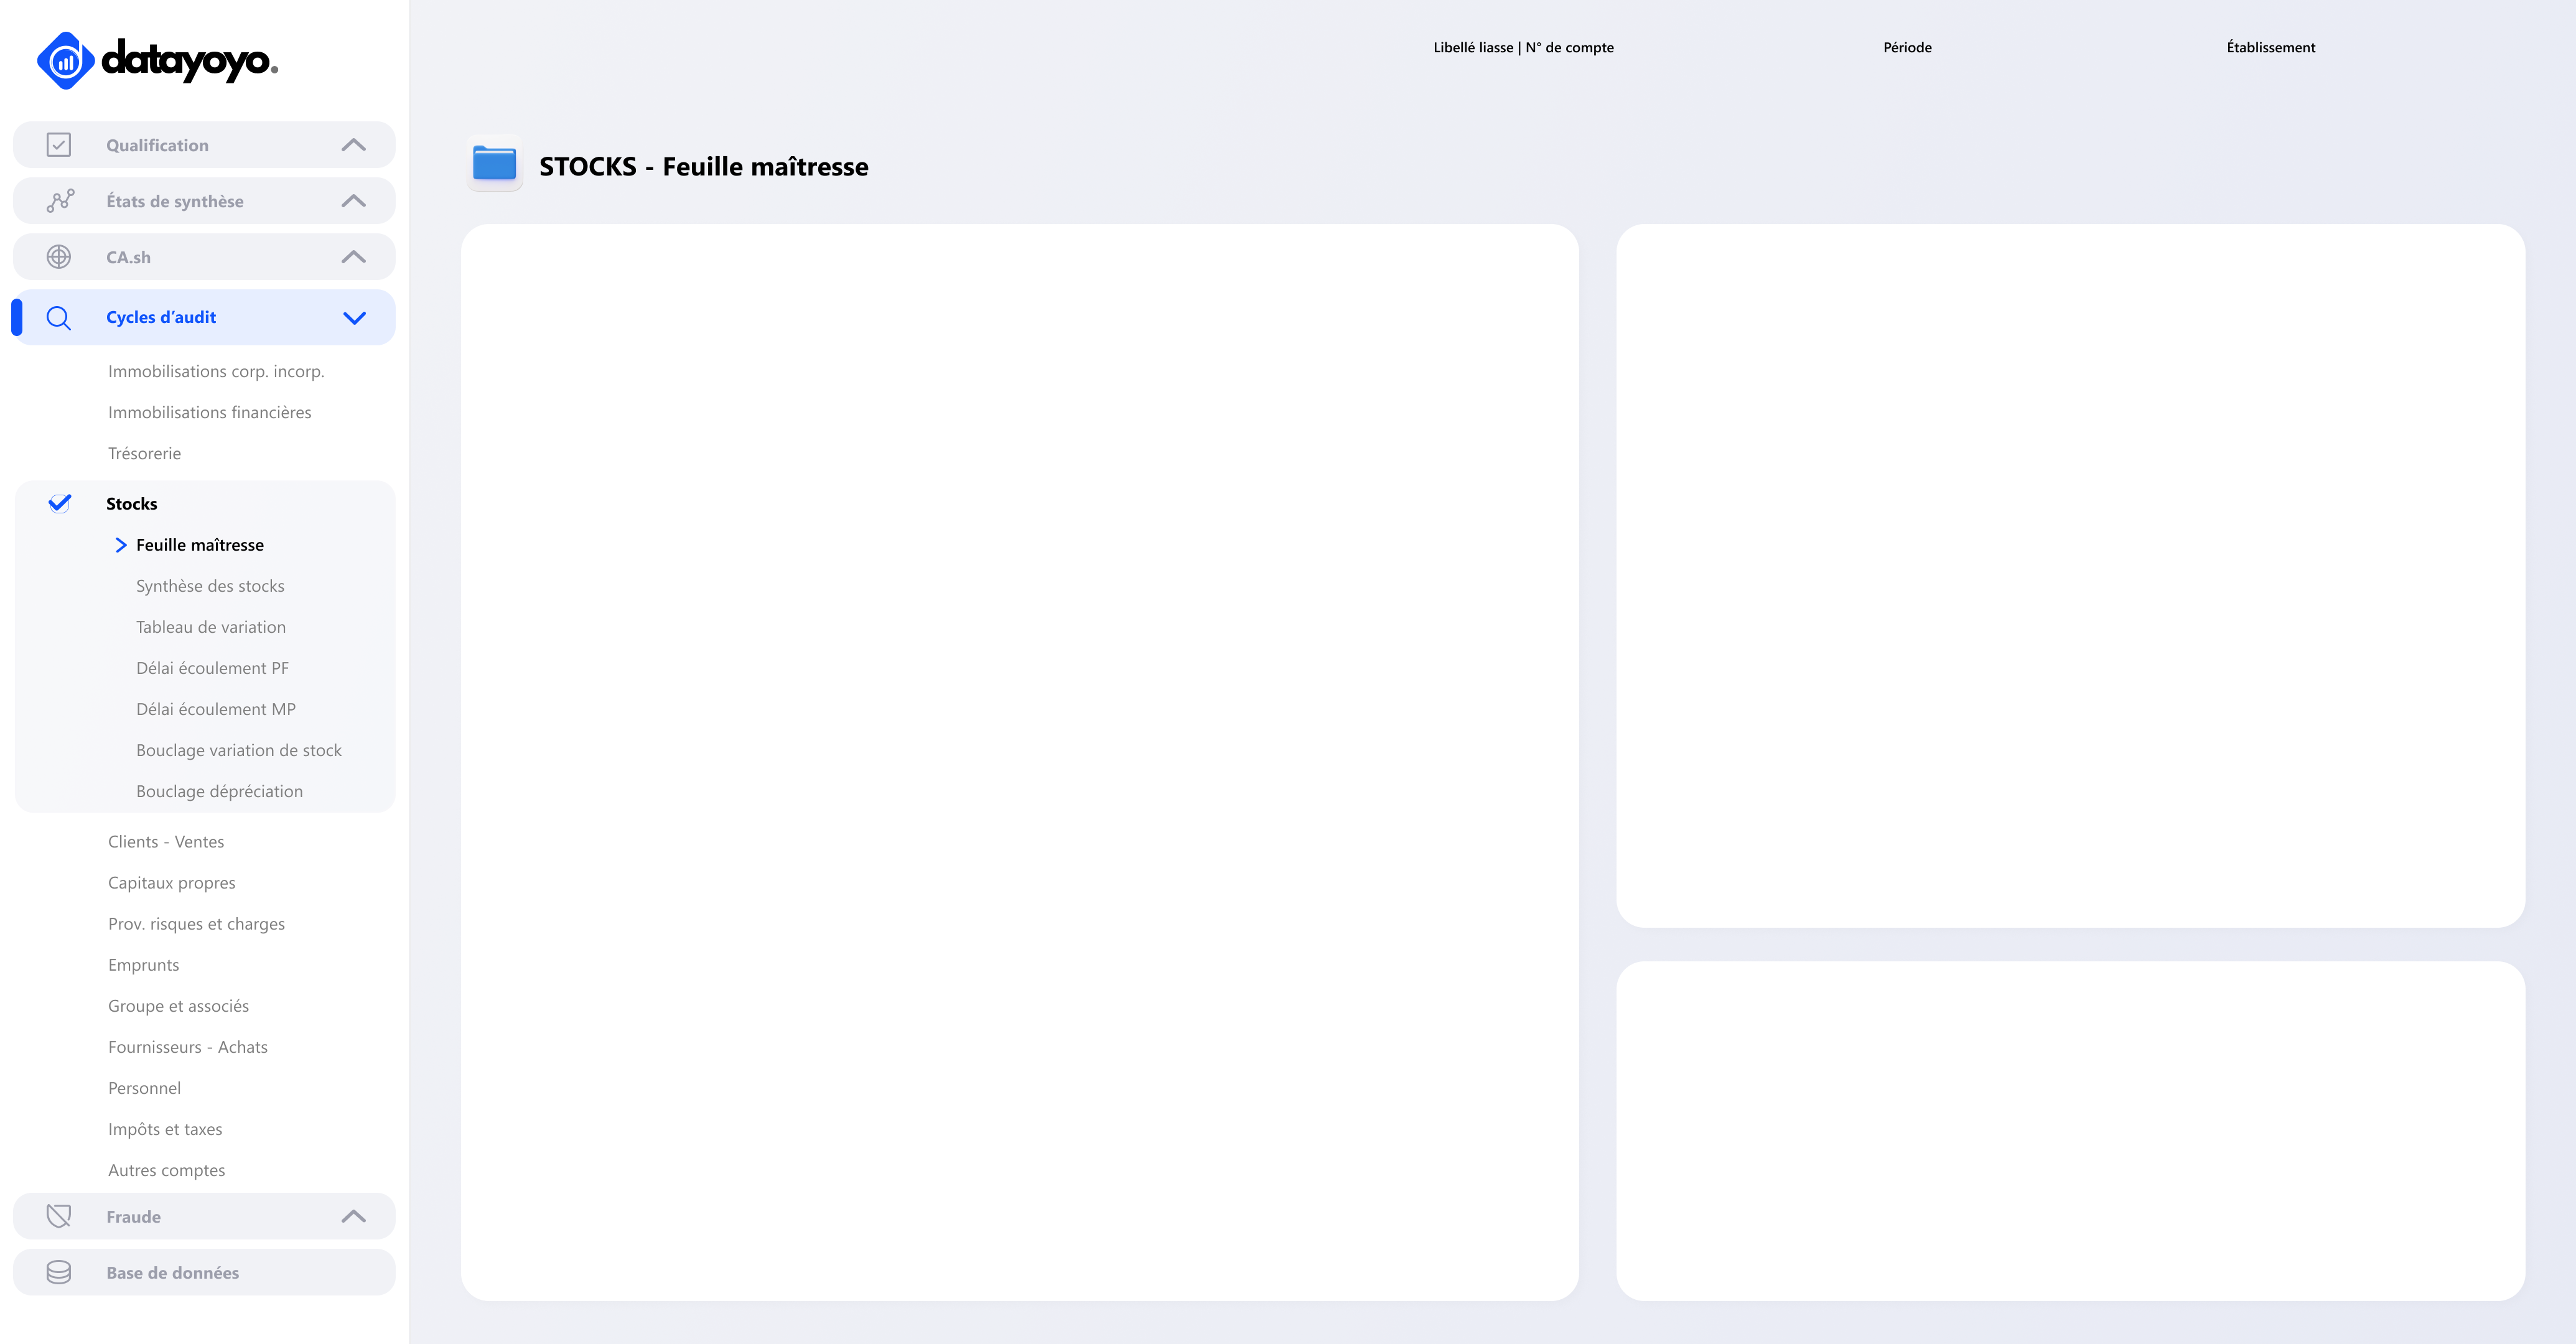 datayoyo.
Qualification
États de synthèse
CA.sh
Cycles d’audit
Immobilisations corp. incorp.
Immobilisations financières
Trésorerie
Stocks
Feuille maîtresse
Synthèse des stocks
Tableau de variation
Délai écoulement PF
Délai écoulement MP
Bouclage variation de stock
Bouclage dépréciation
Clients - Ventes
Capitaux propres
Prov. risques et charges
Emprunts
Groupe et associés
Fournisseurs - Achats
Personnel
Impôts et taxes
Autres comptes
Fraude
Base de données
Libellé liasse | N° de compte
Période
Établissement
STOCKS - Feuille maîtresse